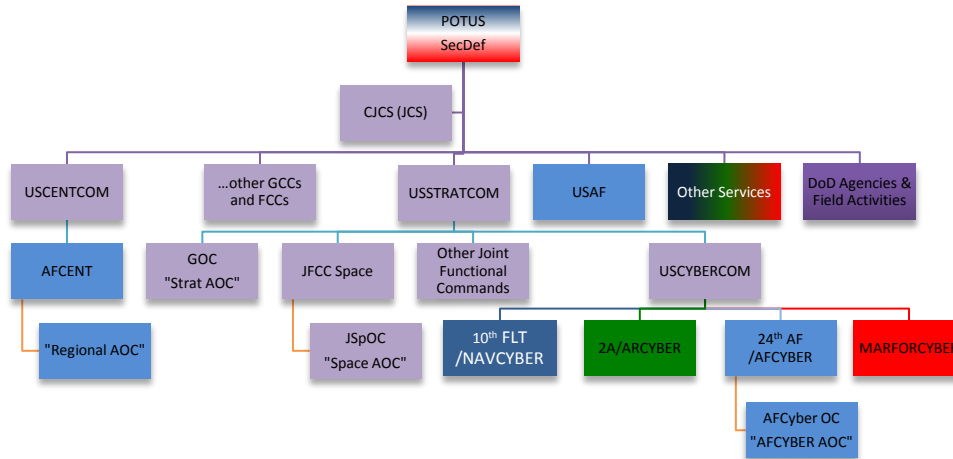 POTUS
SecDef
CJCS (JCS)
USCENTCOM
...other GCCs
and FCCs
USSTRATCOM
USAF
Other Services
DoD Agencies &
Field Activities
AFCENT
GOC
"Strat AOC"
JFCC Space
Other Joint
Functional
Commands
USCYBERCOM
"Regional AOC"
JSpOC
"Space AOC"
10th FLT
/NAVCYBER
2A/ARCYBER
24th AF
/AFCYBER
MARFORCYBER
AFCyber OC
"AFCYBER AOC"